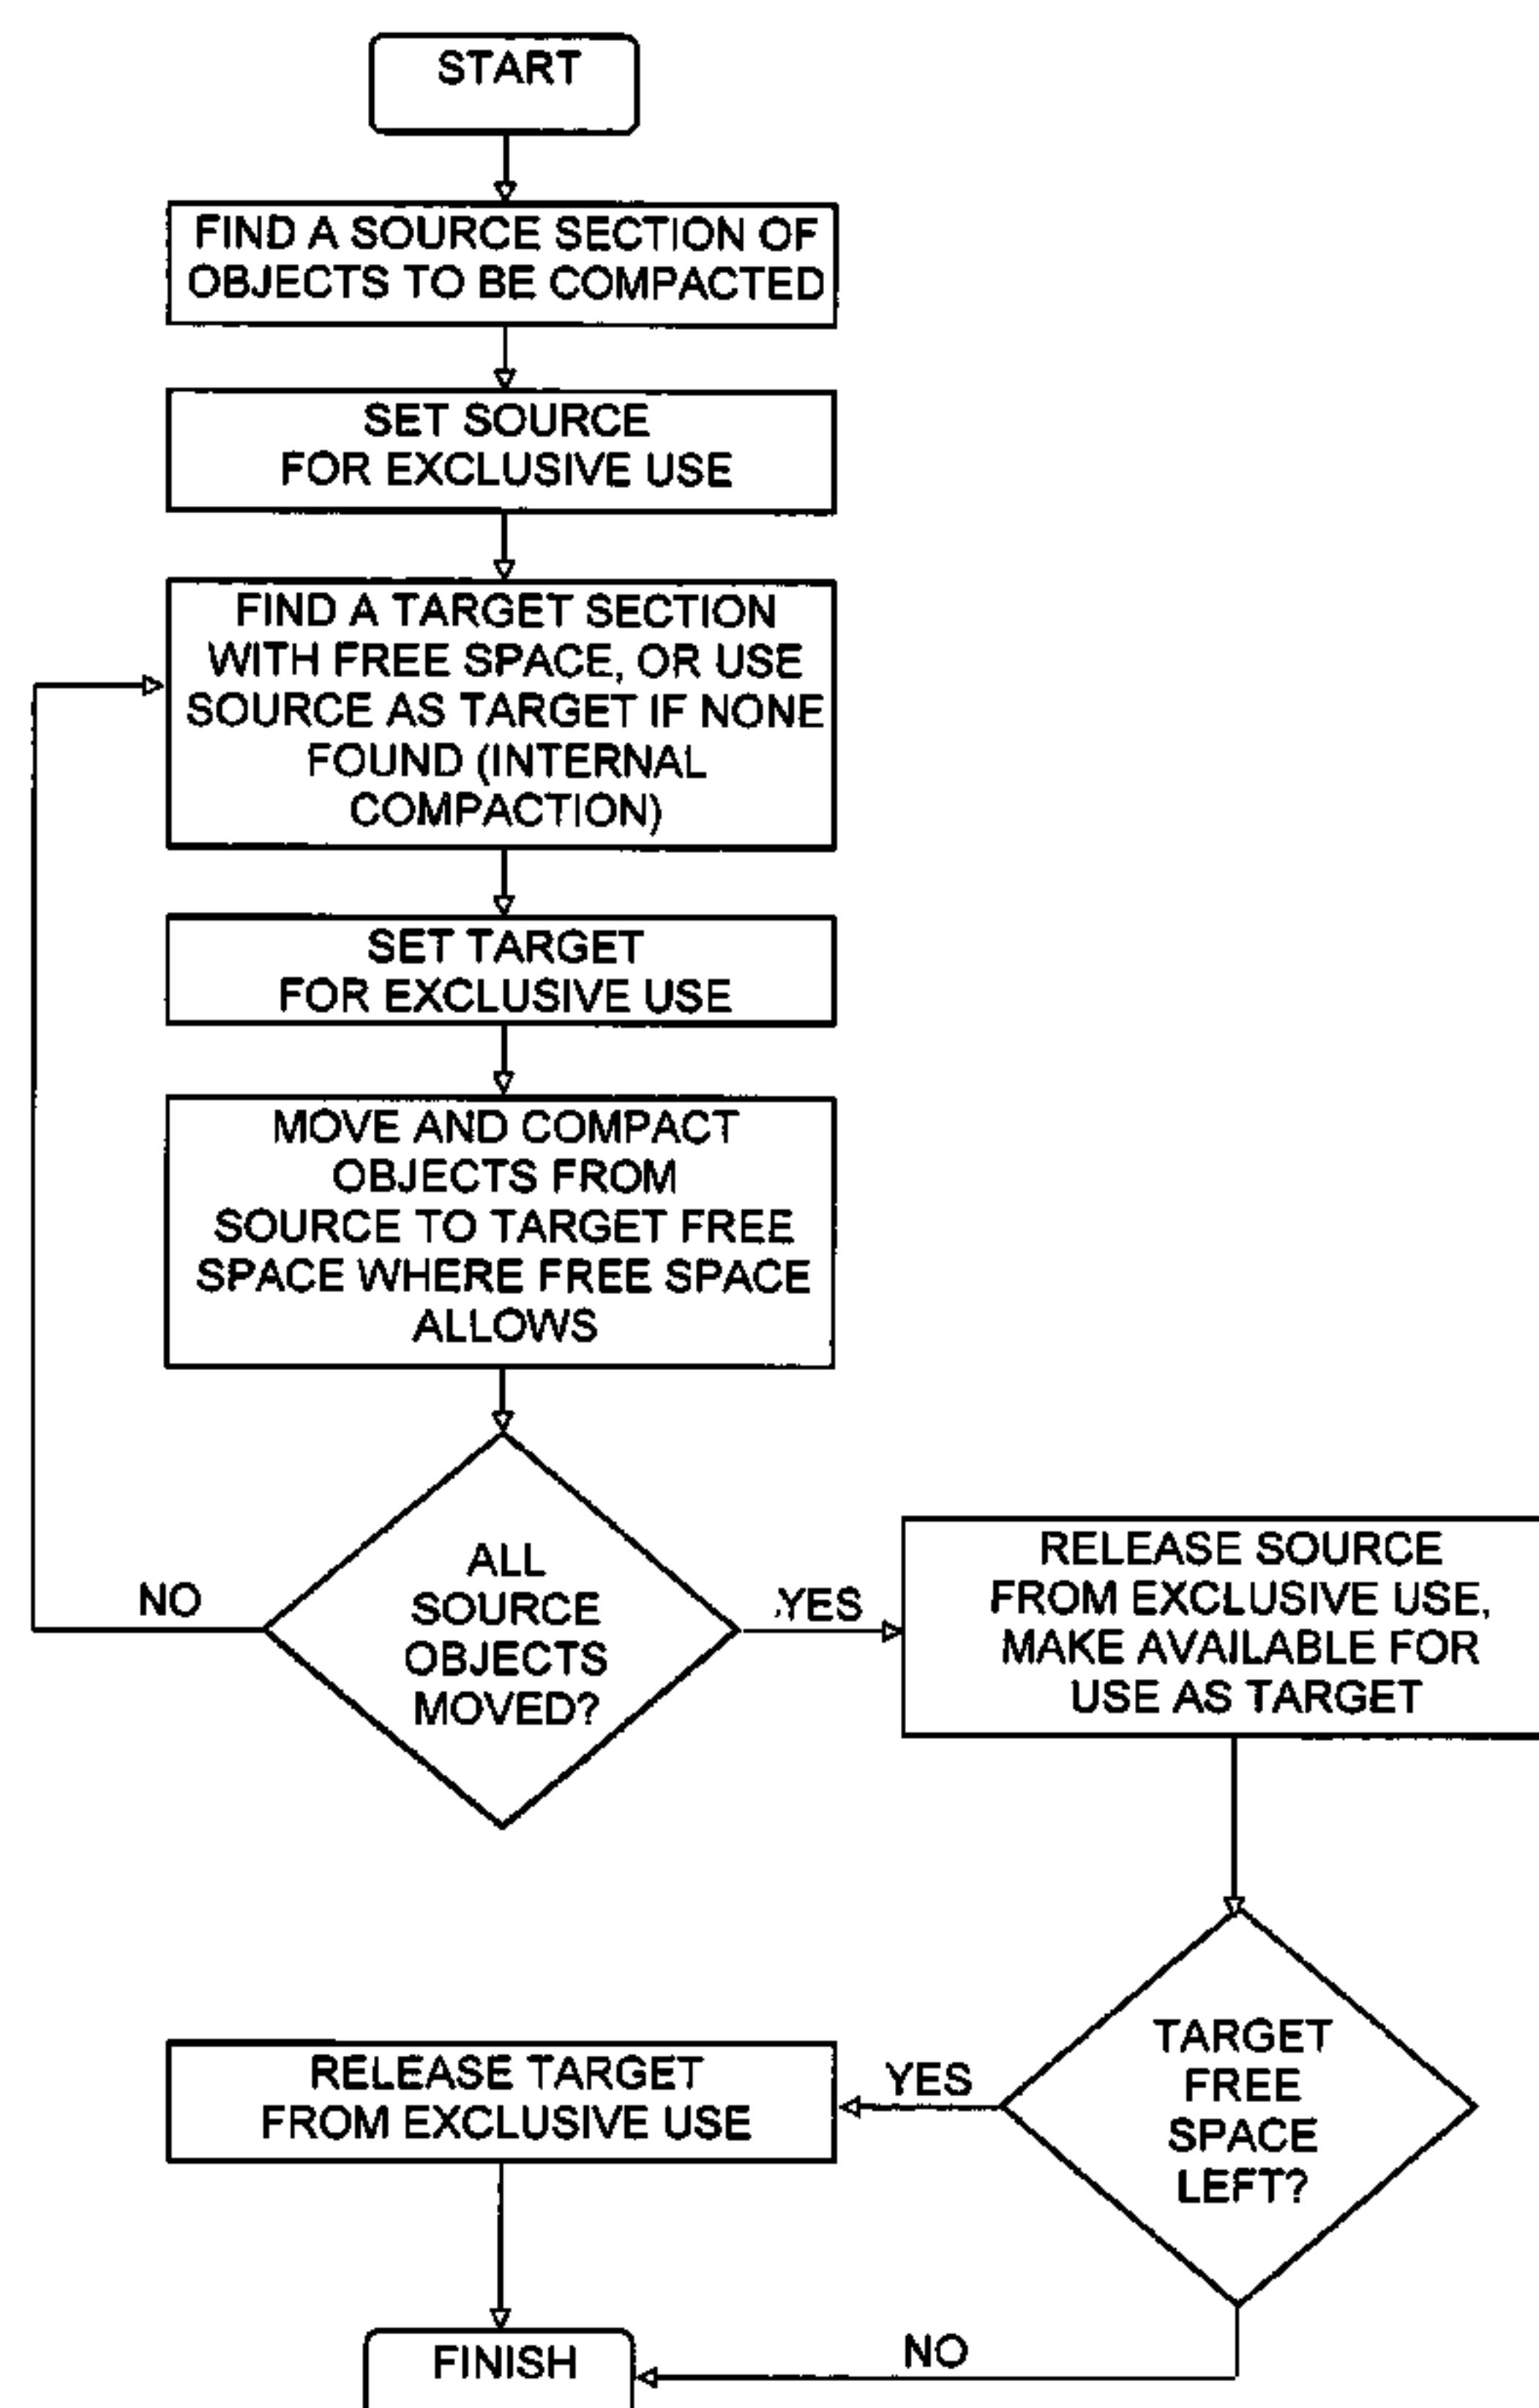 START
FIND A SOURCE SECTION OF
OBJECTS TO BE COMPACTED
SET SOURCE
FOR EXCLUSIVE USE
FIND A TARGET SECTION
WITH FREE SPACE, OR USE
SOURCE AS TARGET IF NONE
FOUND (INTERNAL
COMPACTION)
SET TARGET
FOR EXCLUSIVE USE
MOVE AND COMPACT
OBJECTS FROM
SOURCE TO TARGET FREE
SPACE WHERE FREE SPACE
ALLOWS
ALL
SOURCE
OBJECTS
MOVED?
NO
YES
RELEASE SOURCE
FROM EXCLUSIVE USE,
MAKE AVAILABLE FOR
USE AS TARGET
TARGET
FREE
SPACE
LEFT?
YES
RELEASE TARGET
FROM EXCLUSIVE USE
NO
FINISH